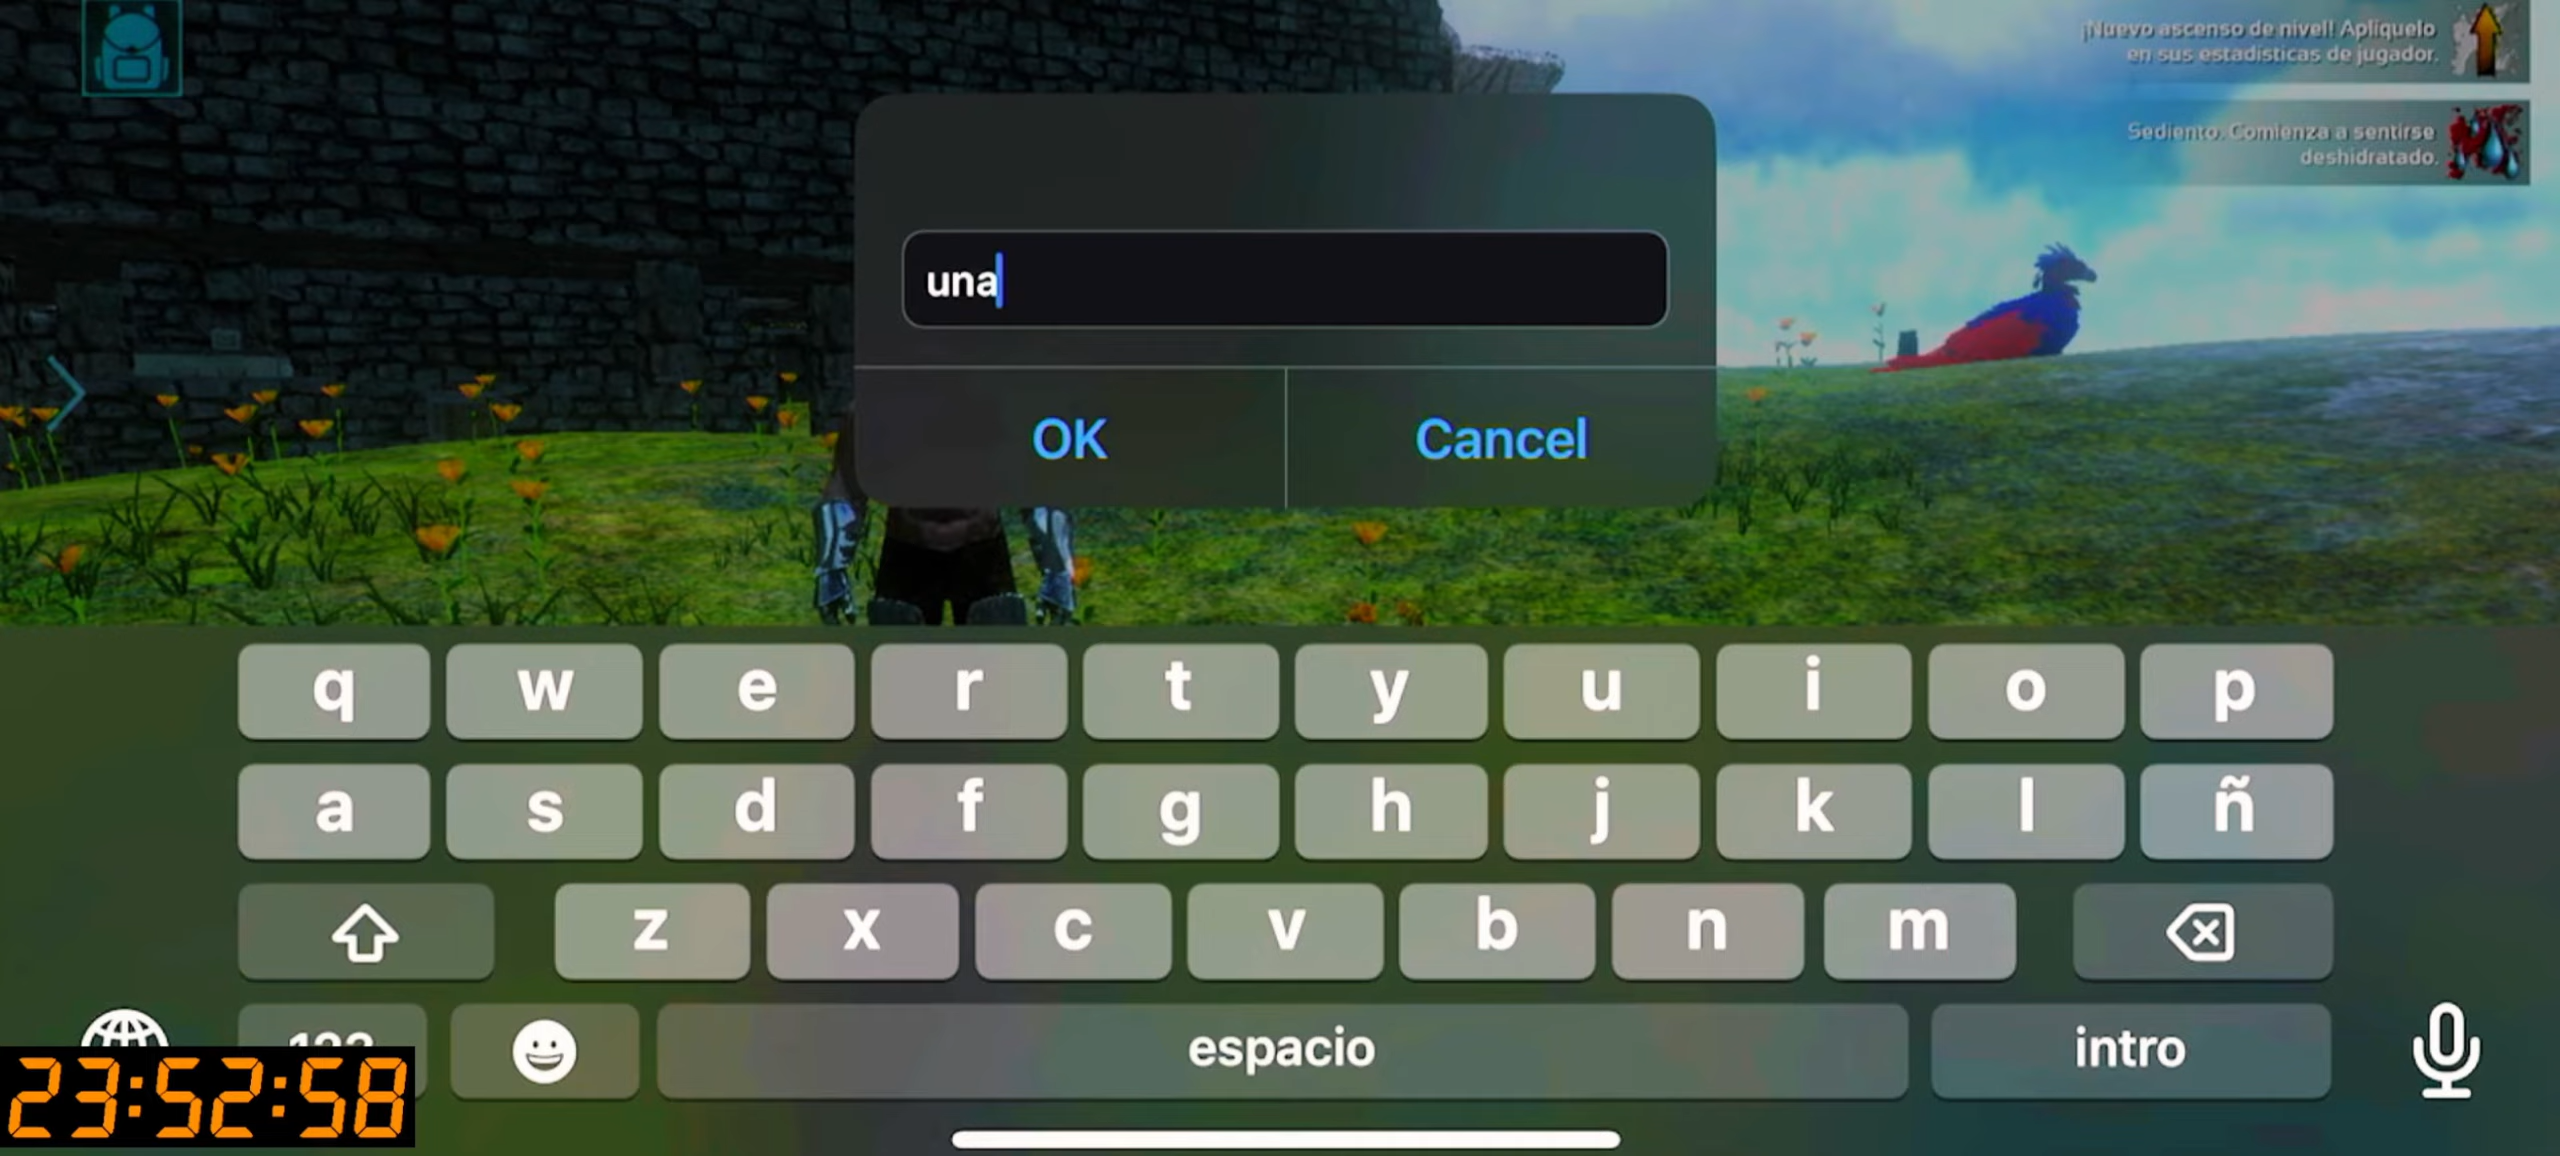 ¡Nuevo ascenso de nivel! Aplíquelo
en sus estadísticas de jugador.
Sediento. Comienza a sentirse
deshidratado.
una
OK Cancel
q w e r t y u i o p
a s d f g h j k l ñ
z x c v b n m
123 espacio intro
23:52:58